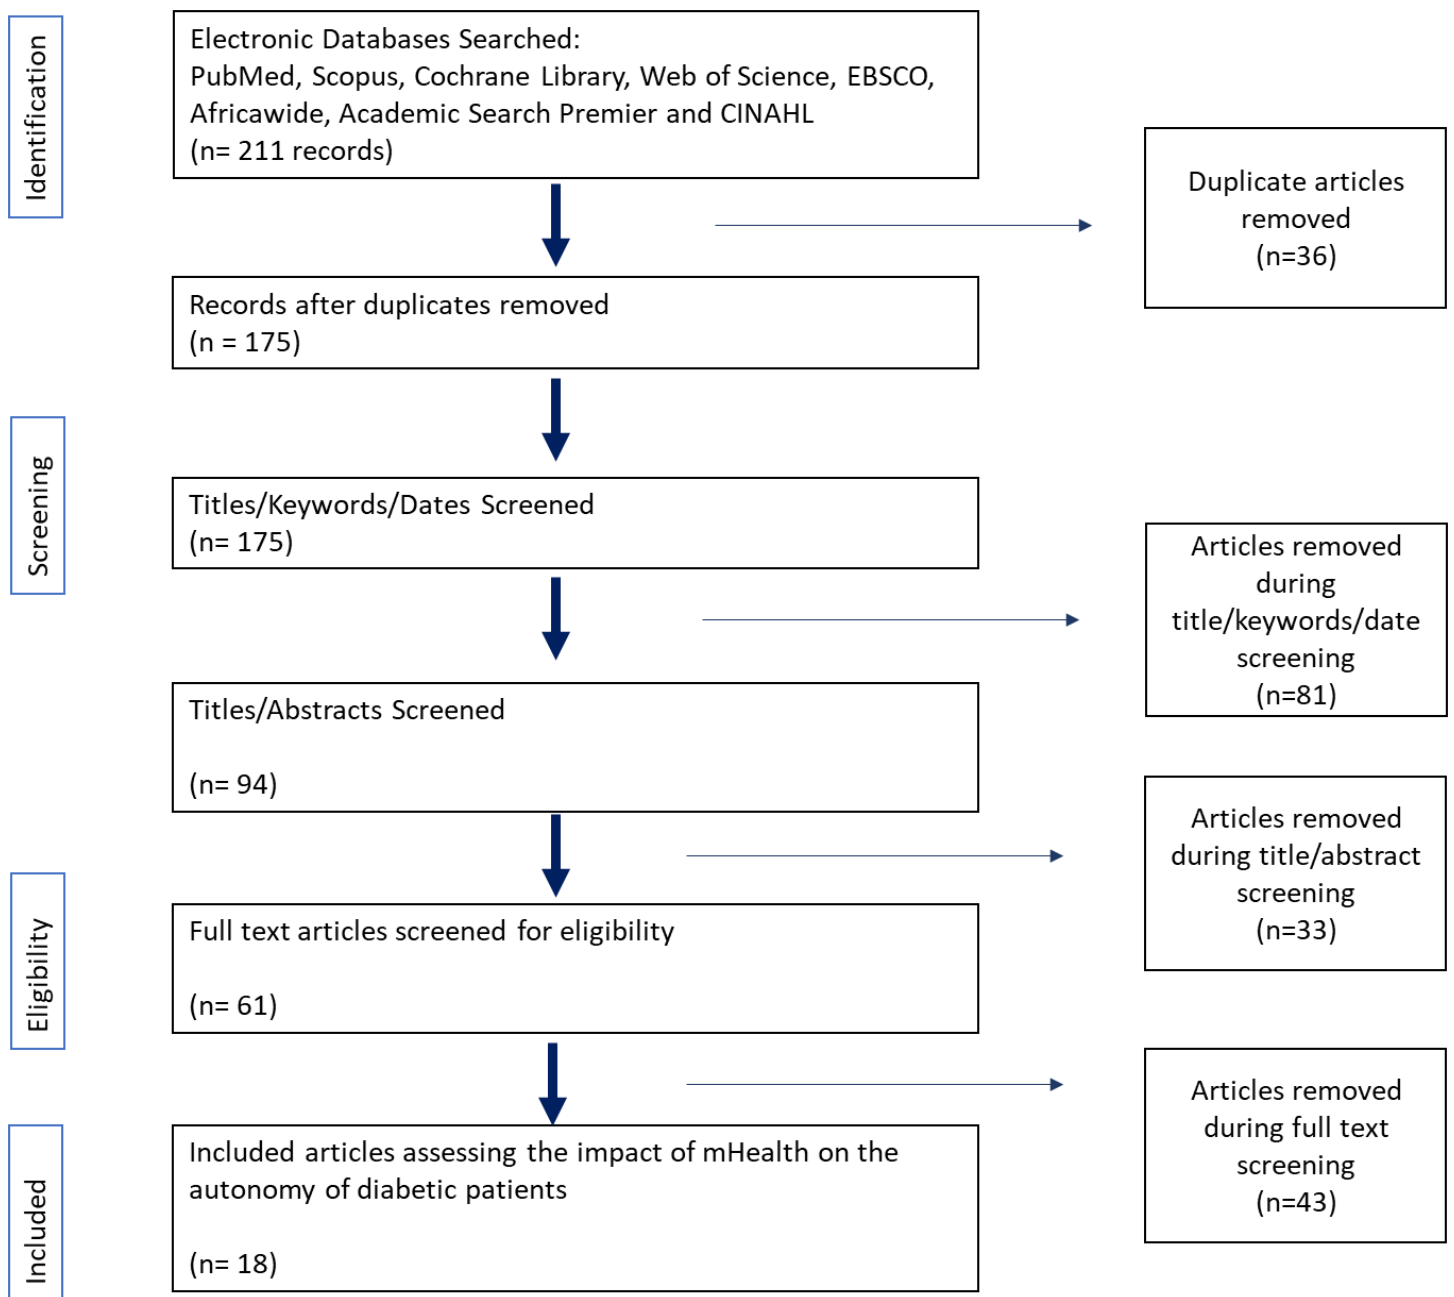 Identification
Electronic Databases Searched:
PubMed, Scopus, Cochrane Library, Web of Science, EBSCO,
Africawide, Academic Search Premier and CINAHL
(n= 211 records)
Duplicate articles
removed
(n=36)
Records after duplicates removed
(n = 175)
Screening
Titles/Keywords/Dates Screened
(n= 175)
Articles removed
during
title/keywords/date
screening
(n=81)
Titles/Abstracts Screened
(n= 94)
Articles removed
during title/abstract
screening
(n=33)
Eligibility
Full text articles screened for eligibility
(n= 61)
Articles removed
during full text
screening
(n=43)
Included
Included articles assessing the impact of mHealth on the
autonomy of diabetic patients
(n= 18)